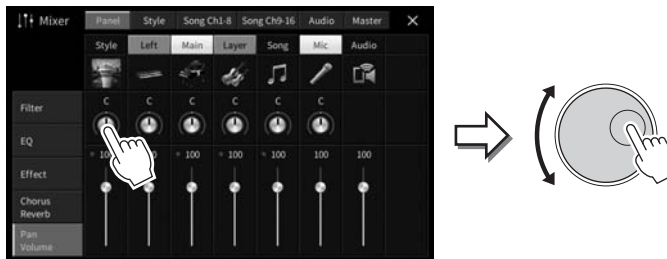 Mixer Panel Style Song Ch1-8 Song Ch9-16 Audio Master ×
Style Left Main Layer Song Mic Audio
C C C C C C
Filter
EQ
100 100 100 100 100 100 100
Effect
Chorus
Reverb
Pan
Volume